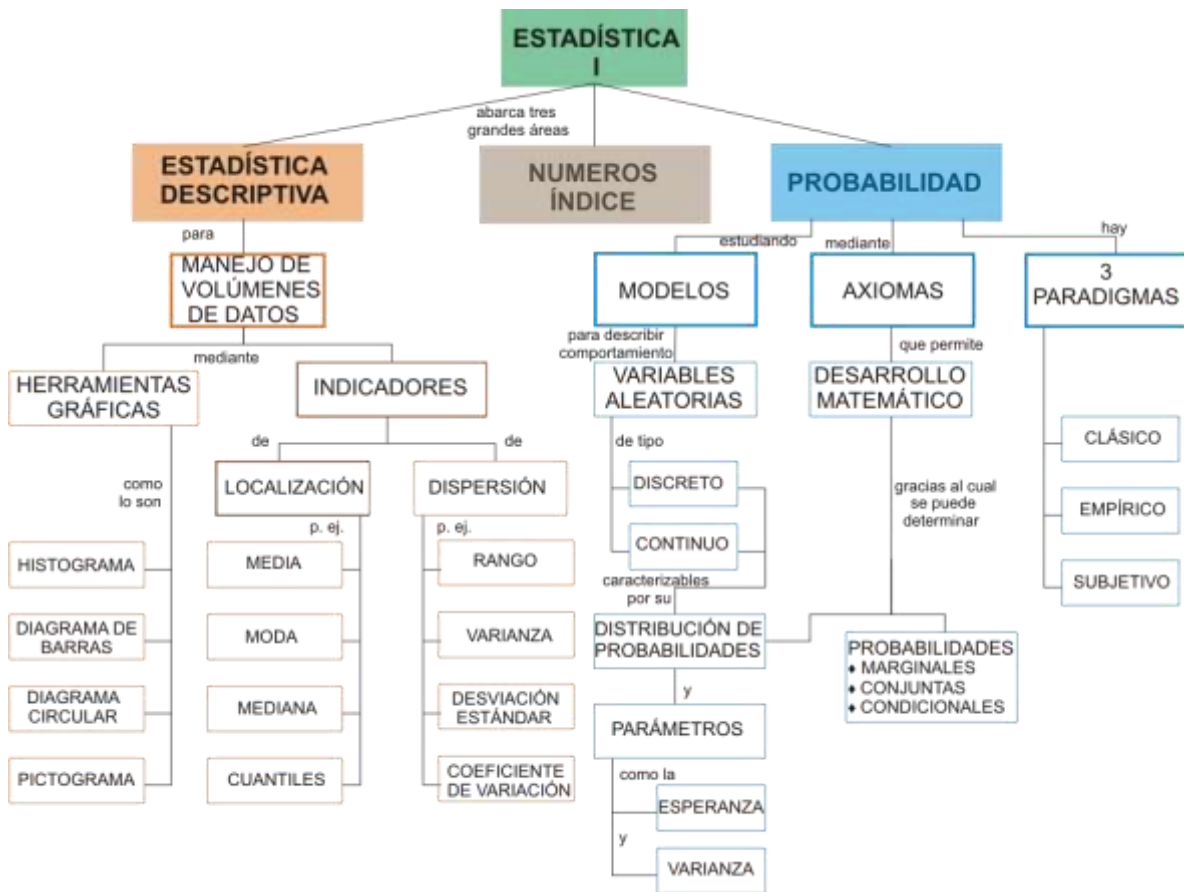 ESTADÍSTICA
I
abarca tres
grandes áreas
ESTADÍSTICA
DESCRIPTIVA
NUMEROS
ÍNDICE
PROBABILIDAD
para
estudiando
mediante
hay
MANEJO DE
VOLÚMENES
DE DATOS
MODELOS
AXIOMAS
3
PARADIGMAS
mediante
para describir
comportamiento
que permite
HERRAMIENTAS
GRÁFICAS
INDICADORES
VARIABLES
ALEATORIAS
DESARROLLO
MATEMÁTICO
de
de
de tipo
LOCALIZACIÓN
DISPERSIÓN
DISCRETO
CONTINUO
gracias al cual
se puede
determinar
CLÁSICO
EMPÍRICO
SUBJETIVO
como
lo son
p. ej.
p. ej.
HISTOGRAMA
MEDIA
RANGO
caracterizables
por su
DIAGRAMA DE
BARRAS
MODA
VARIANZA
DISTRIBUCIÓN DE
PROBABILIDADES
PROBABILIDADES
♦ MARGINALES
♦ CONJUNTAS
♦ CONDICIONALES
y
DIAGRAMA
CIRCULAR
MEDIANA
DESVIACIÓN
ESTÁNDAR
PARÁMETROS
PICTOGRAMA
CUANTILES
COEFICIENTE
DE VARIACIÓN
como la
ESPERANZA
y
VARIANZA